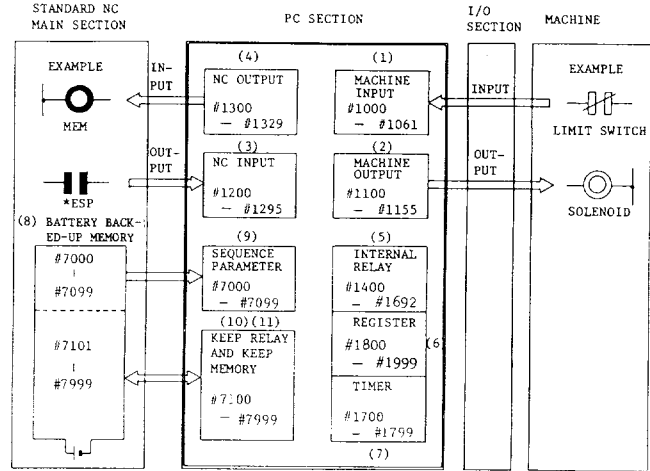 STANDARD NC
MAIN SECTION
PC SECTION
I/O
SECTION
MACHINE
EXAMPLE
MEM
IN-
PUT
(4)
NC OUTPUT
#1300
— #1329
(1)
MACHINE
INPUT
#1000
— #1061
INPUT
EXAMPLE
LIMIT SWITCH
*ESP
OUT-
PUT
(3)
NC INPUT
#1200
— #1295
(2)
MACHINE
OUTPUT
#1100
— #1155
OUT-
PUT
SOLENOID
(8) BATTERY BACK-
ED-UP MEMORY
#7000
#7099
(9)
SEQUENCE
PARAMETER
#7000
— #7099
(5)
INTERNAL
RELAY
#1400
— #1692
#7101
#7999
(10)(11)
KEEP RELAY
AND KEEP
MEMORY
#7100
— #7999
REGISTER
#1800
— #1999
(6)
TIMER
#1700
— #1799
(7)